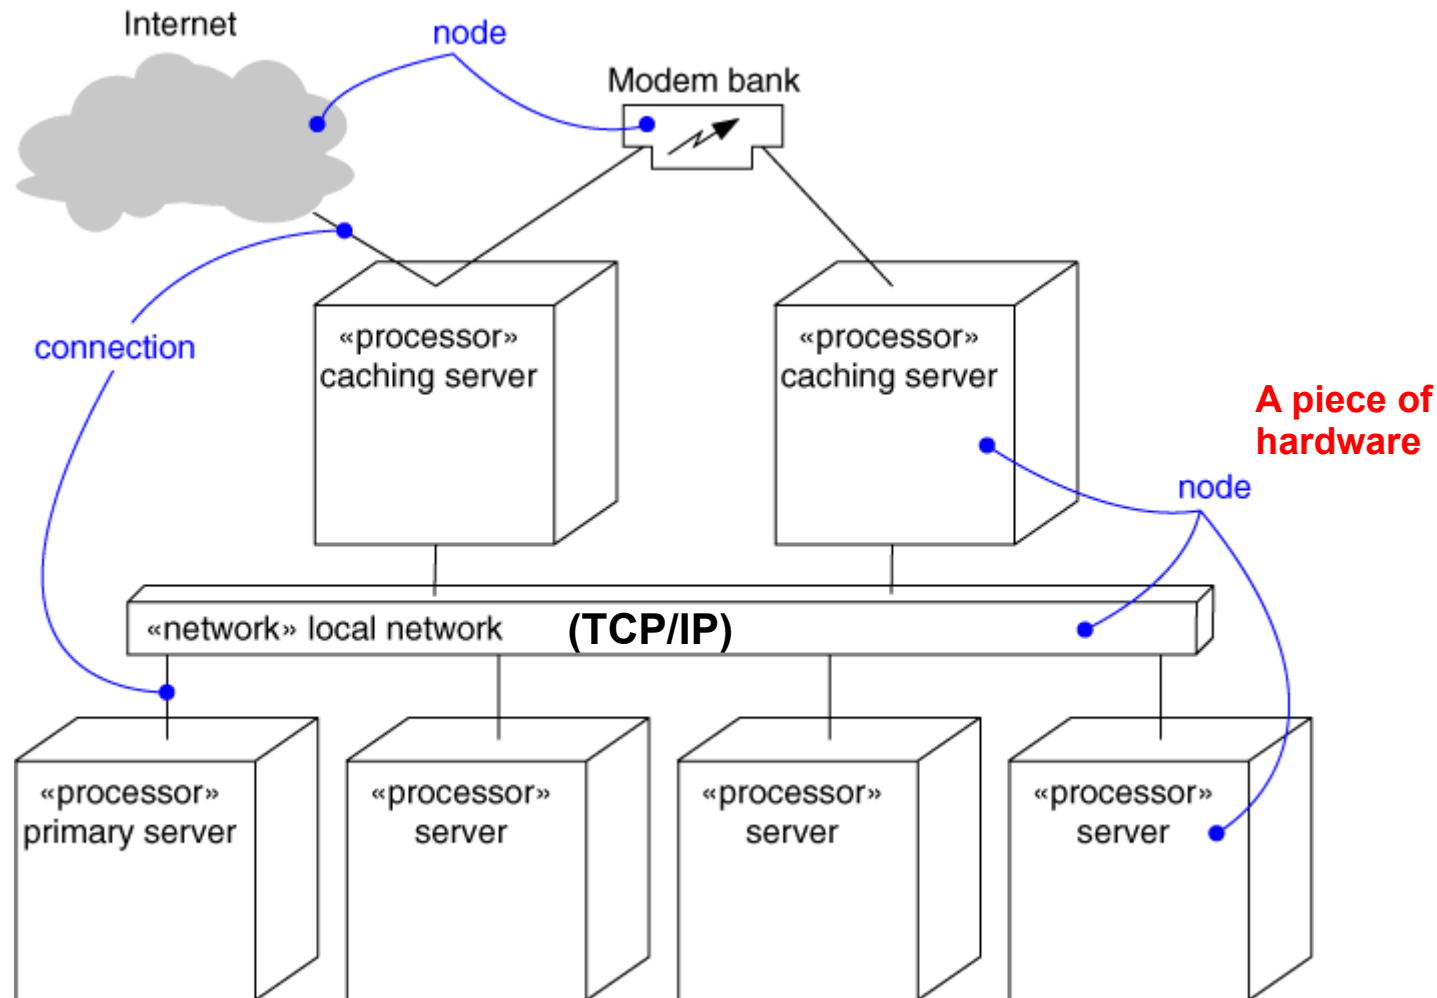 Internet
node
Modem bank
connection
«processor»
caching server
«processor»
caching server
A piece of
hardware
node
«network» local network (TCP/IP)
«processor»
primary server
«processor»
server
«processor»
server
«processor»
server